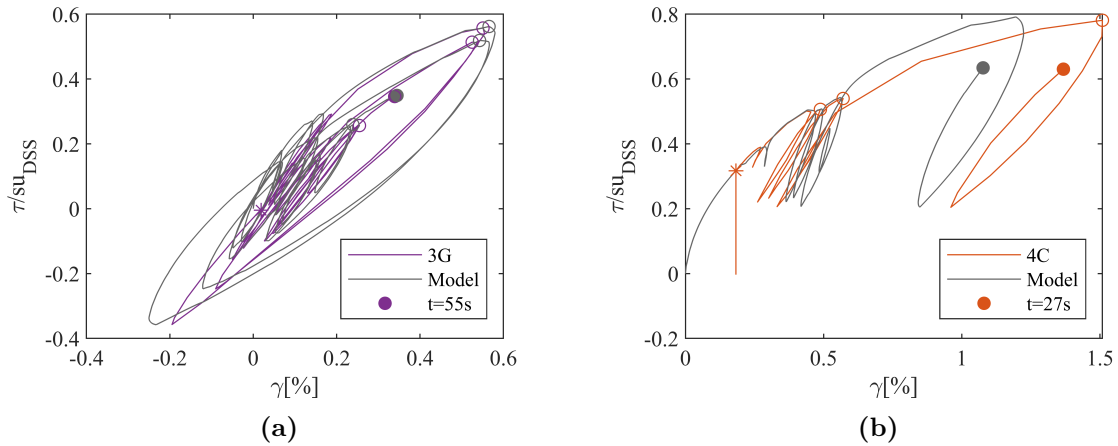 0.6
0.4
0.2
0
-0.2
-0.4
τ/su_DSS
-0.4 -0.2 0 0.2 0.4 0.6
γ[%]
3G
Model
t=55s
(a)
0.8
0.6
0.4
0.2
0
-0.2
τ/su_DSS
0 0.5 1 1.5
γ[%]
4C
Model
t=27s
(b)